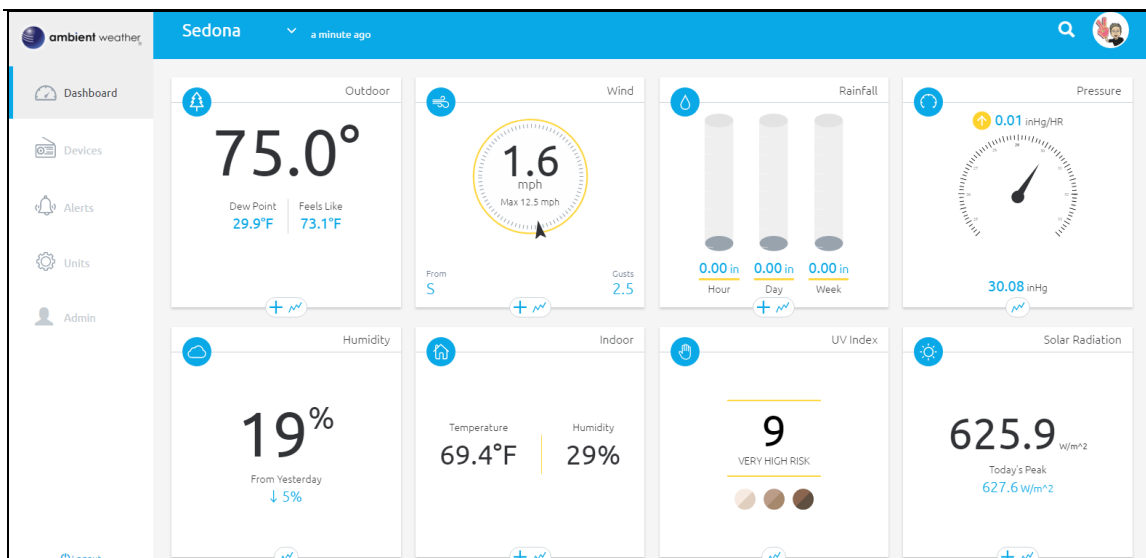 ambient weather
Sedona
a minute ago
Dashboard
Devices
Alerts
Units
Admin
Outdoor
75.0°
Dew Point
Feels Like
29.9°F
73.1°F
Wind
1.6
mph
Max 12.5 mph
From
S
Gusts
2.5
Rainfall
0.00 in
0.00 in
0.00 in
Hour
Day
Week
Pressure
0.01 inHg/HR
30.08 inHg
Humidity
19%
From Yesterday
↓ 5%
Indoor
Temperature
69.4°F
Humidity
29%
UV Index
9
VERY HIGH RISK
Solar Radiation
625.9 W/m^2
Today's Peak
627.6 W/m^2